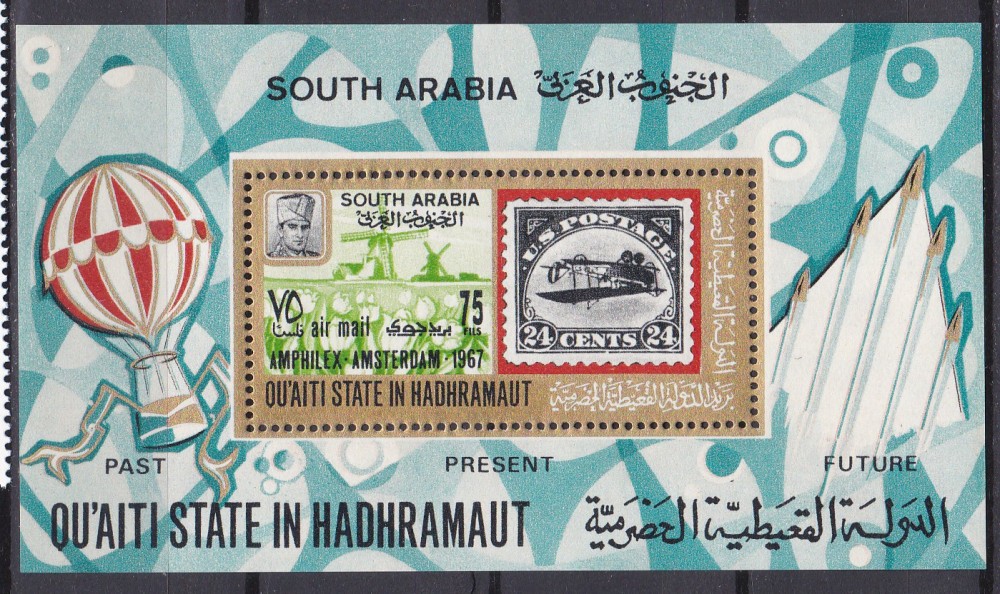 SOUTH ARABIA الجنوب العربي
SOUTH ARABIA
الجنوب العربي
٧٥ فلسا
air mail بريد جوي
75 FILS
AMPHILEX - AMSTERDAM - 1967
QU'AITI STATE IN HADHRAMAUT
US POSTAGE
24 CENTS 24
الدولة القعيطية الحضرمية
بريد الدولة القعيطية الحضرمية
PAST PRESENT FUTURE
QU'AITI STATE IN HADHRAMAUT الدولة القعيطية الحضرمية